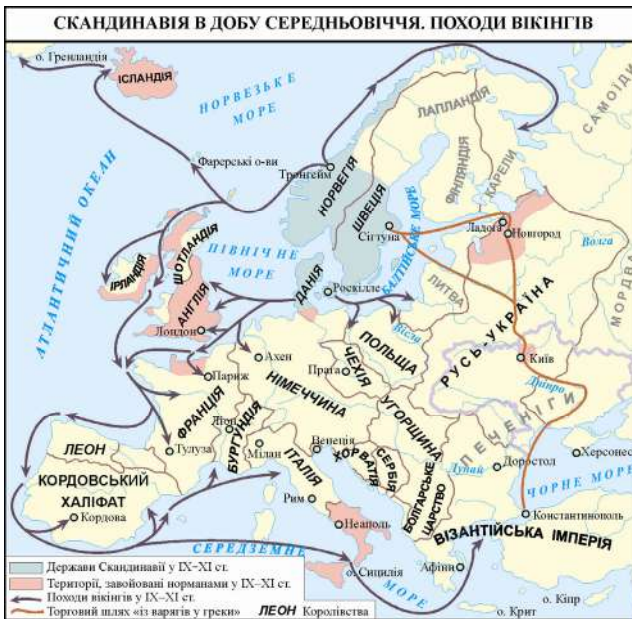 СКАНДИНАВІЯ В ДОБУ СЕРЕДНЬОВІЧЧЯ. ПОХОДИ ВІКІНГІВ
о. Гренландія
ІСЛАНДІЯ
НОРВЕЗЬКЕ
МОРЕ
ЛАПЛАНДІЯ
САМОЇДИ
Фарерські о-ви
Тронгейм
НОРВЕГІЯ
ШВЕЦІЯ
ФІНЛЯНДІЯ
КАРЕЛИ
АТЛАНТИЧНИЙ ОКЕАН
Сігтуна
Ладога
Новгород
Волга
МОРДВА
ШОТЛАНДІЯ
ІРЛАНДІЯ
АНГЛІЯ
ПІВНІЧНЕ
МОРЕ
БАЛТІЙСЬКЕ МОРЕ
ДАНІЯ
Роскілле
ЛИТВА
Лондон
Вісла
ПОЛЬЩА
РУСЬ-УКРАЇНА
Ахен
Прага
ЧЕХІЯ
Київ
Париж
НІМЕЧЧИНА
Дніпро
ФРАНЦІЯ
БУРГУНДІЯ
Ліон
УГОРЩИНА
ПЕЧЕНІГИ
Тулуза
Мілан
Венеція
ХОРВАТІЯ
СЕРБІЯ
ЛЕОН
ІТАЛІЯ
Дунай
Доростол
Херсонес
КОРДОВСЬКИЙ
ХАЛІФАТ
Кордова
Рим
БОЛГАРСЬКЕ
ЦАРСТВО
ЧОРНЕ МОРЕ
Неаполь
Константинополь
ВІЗАНТІЙСЬКА ІМПЕРІЯ
СЕРЕДЗЕМНЕ
МОРЕ
о. Сицилія
Афіни
о. Крит
о. Кіпр
Держави Скандинавії у IX–XI ст.
Території, завойовані норманами у IX–XI ст.
Походи вікінгів у IX–XI ст.
Торговий шлях «із варягів у греки»
ЛЕОН Королівства